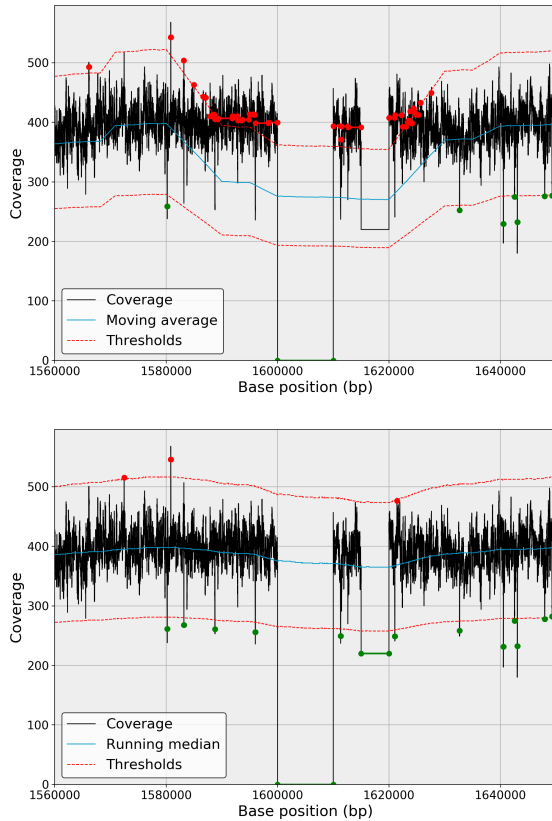 500
400
300
200
100
0
Coverage
Coverage
Moving average
Thresholds
1560000 1580000 1600000 1620000 1640000
Base position (bp)
500
400
300
200
100
0
Coverage
Coverage
Running median
Thresholds
1560000 1580000 1600000 1620000 1640000
Base position (bp)